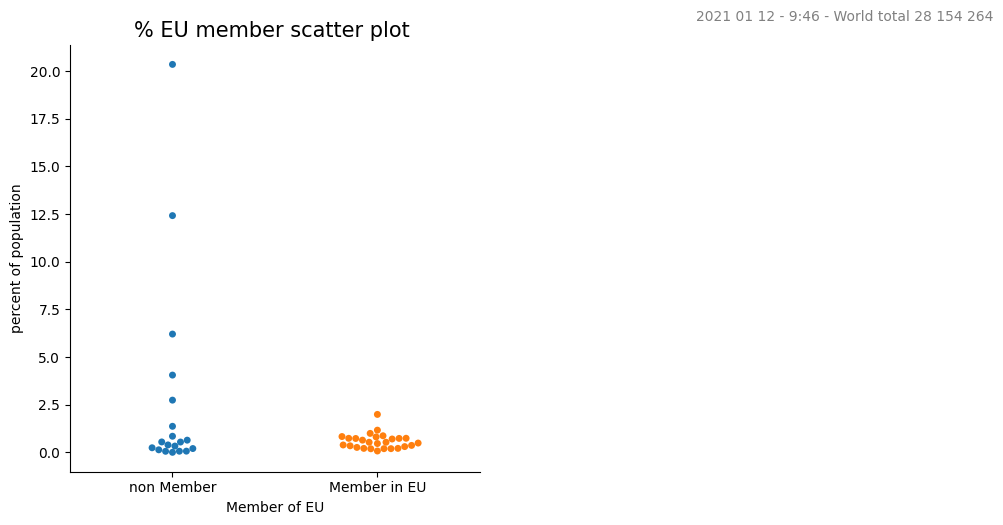 2021 01 12 - 9:46 - World total 28 154 264
% EU member scatter plot
20.0
17.5
15.0
12.5
10.0
7.5
5.0
2.5
0.0
percent of population
non Member
Member in EU
Member of EU